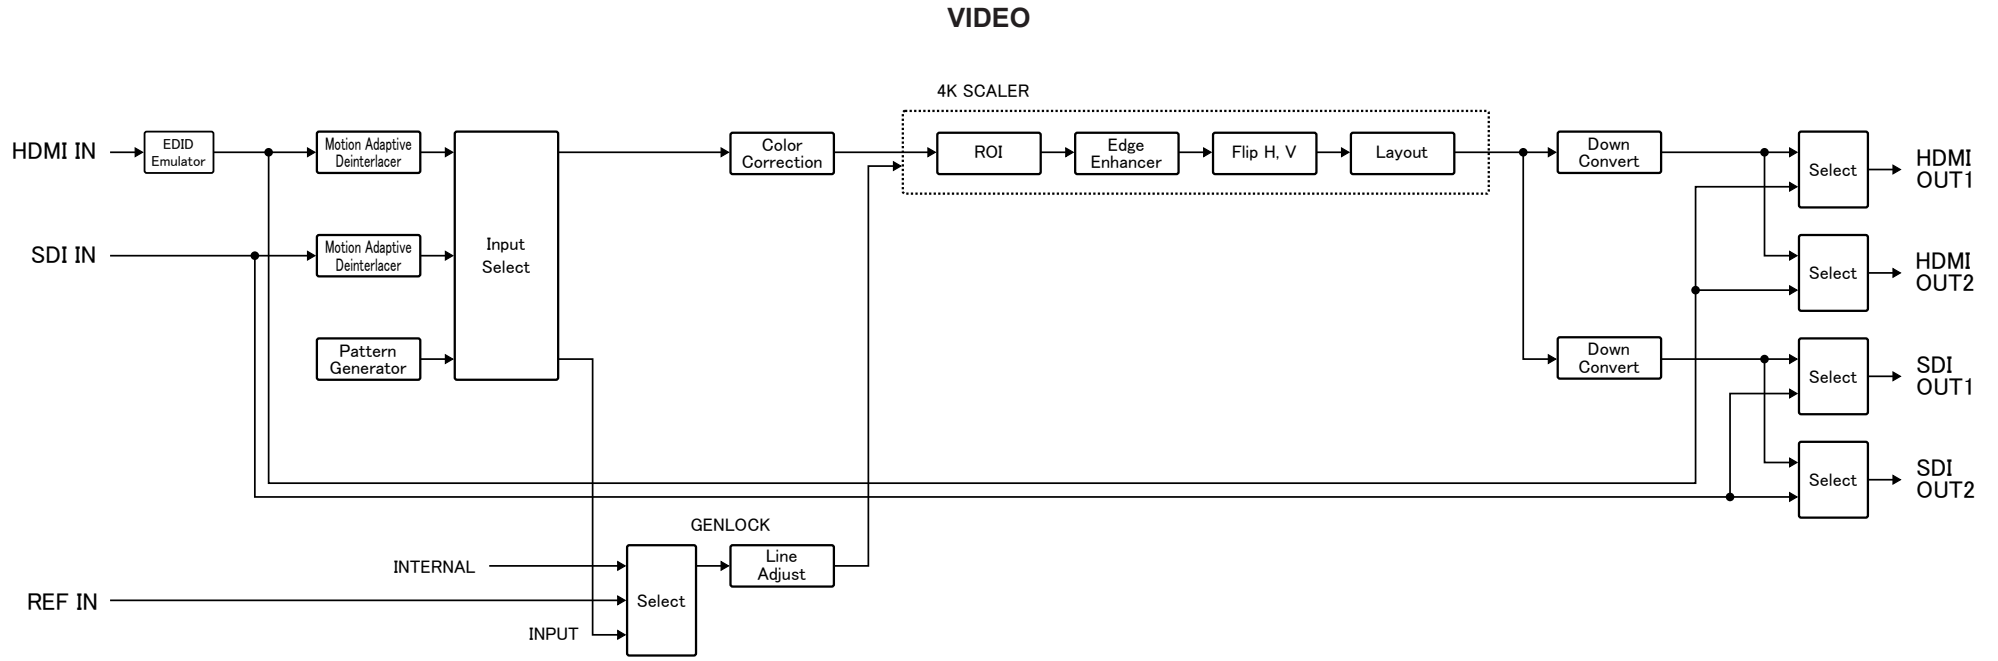 VIDEO
4K SCALER
HDMI IN
EDID
Emulator
Motion Adaptive
Deinterlacer
Color
Correction
ROI
Edge
Enhancer
Flip H, V
Layout
Down
Convert
Select
HDMI
OUT1
SDI IN
Motion Adaptive
Deinterlacer
Input
Select
Select
HDMI
OUT2
Pattern
Generator
Down
Convert
Select
SDI
OUT1
Select
SDI
OUT2
GENLOCK
INTERNAL
Line
Adjust
REF IN
Select
INPUT